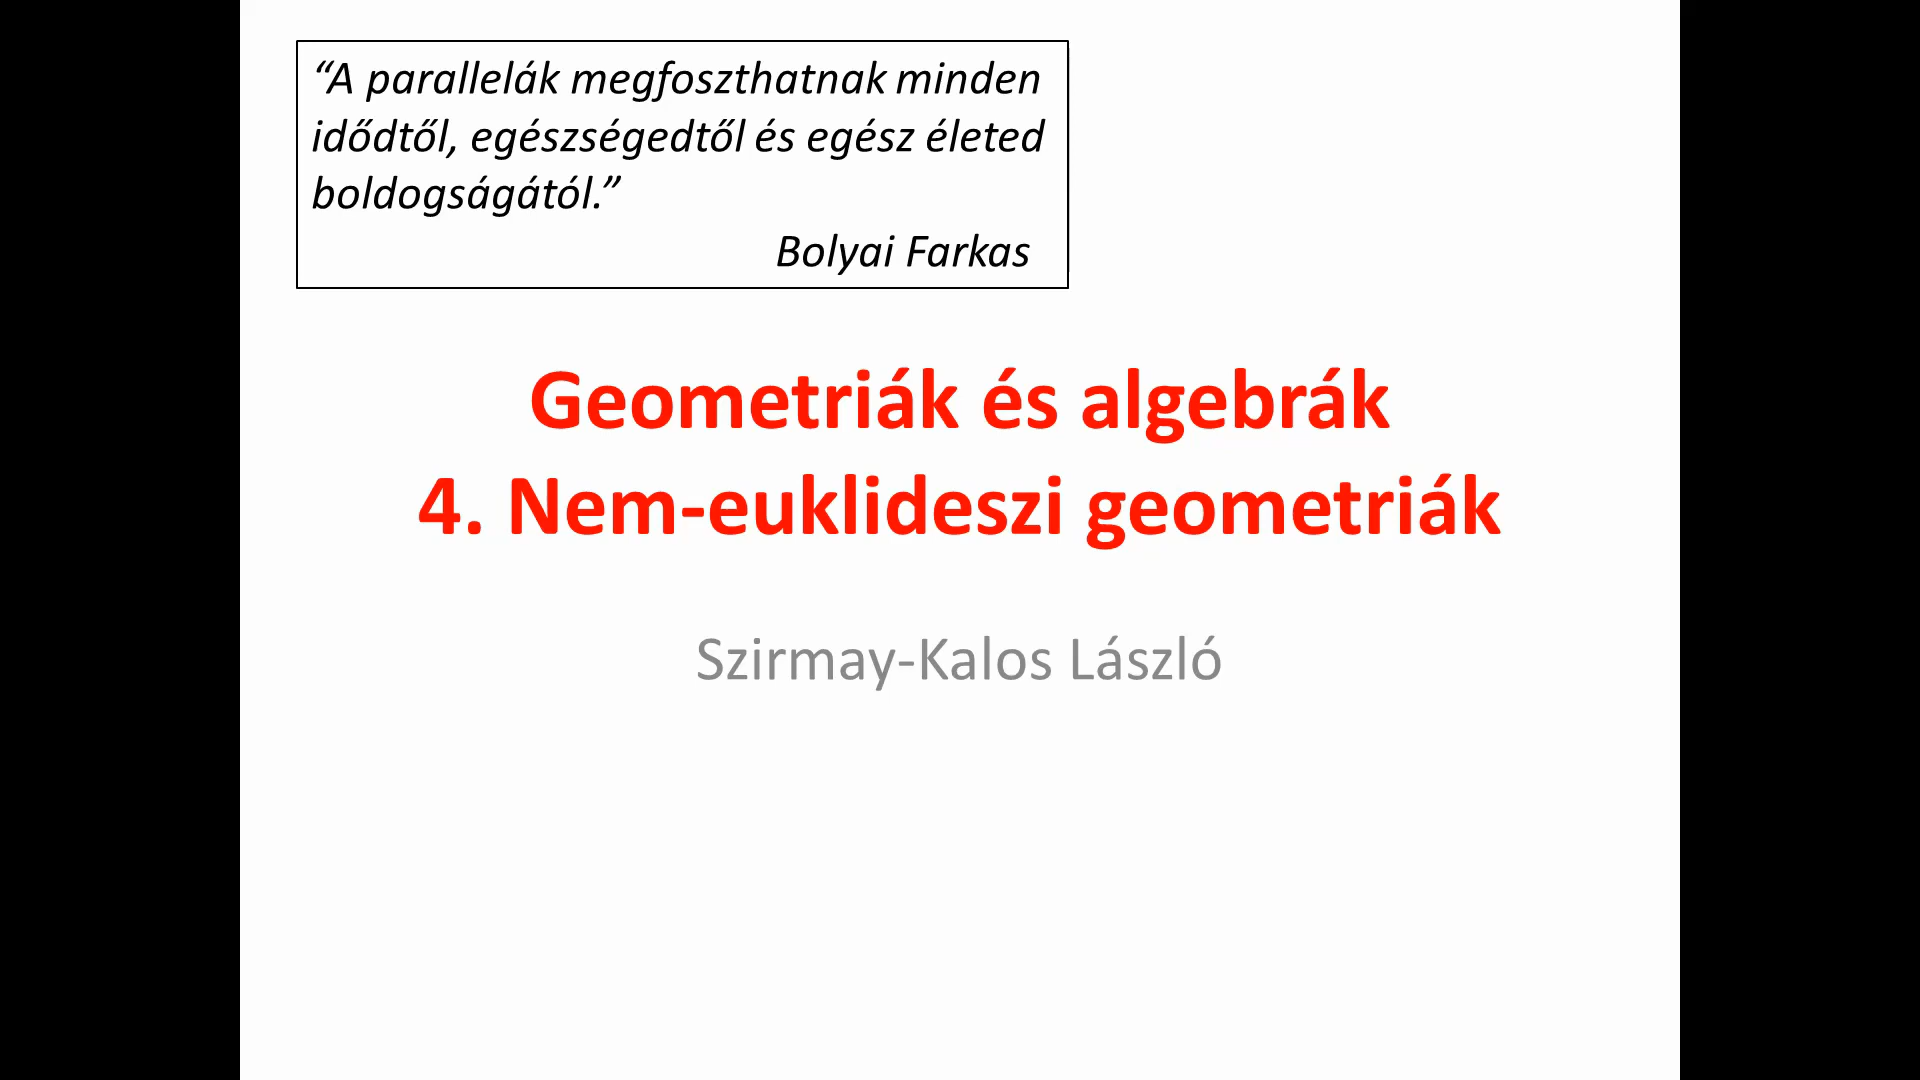 “A parallelák megfoszthatnak minden
idődtől, egészségedtől és egész életed
boldogságától.”
Bolyai Farkas
Geometriák és algebrák
4. Nem-euklideszi geometriák
Szirmay-Kalos László